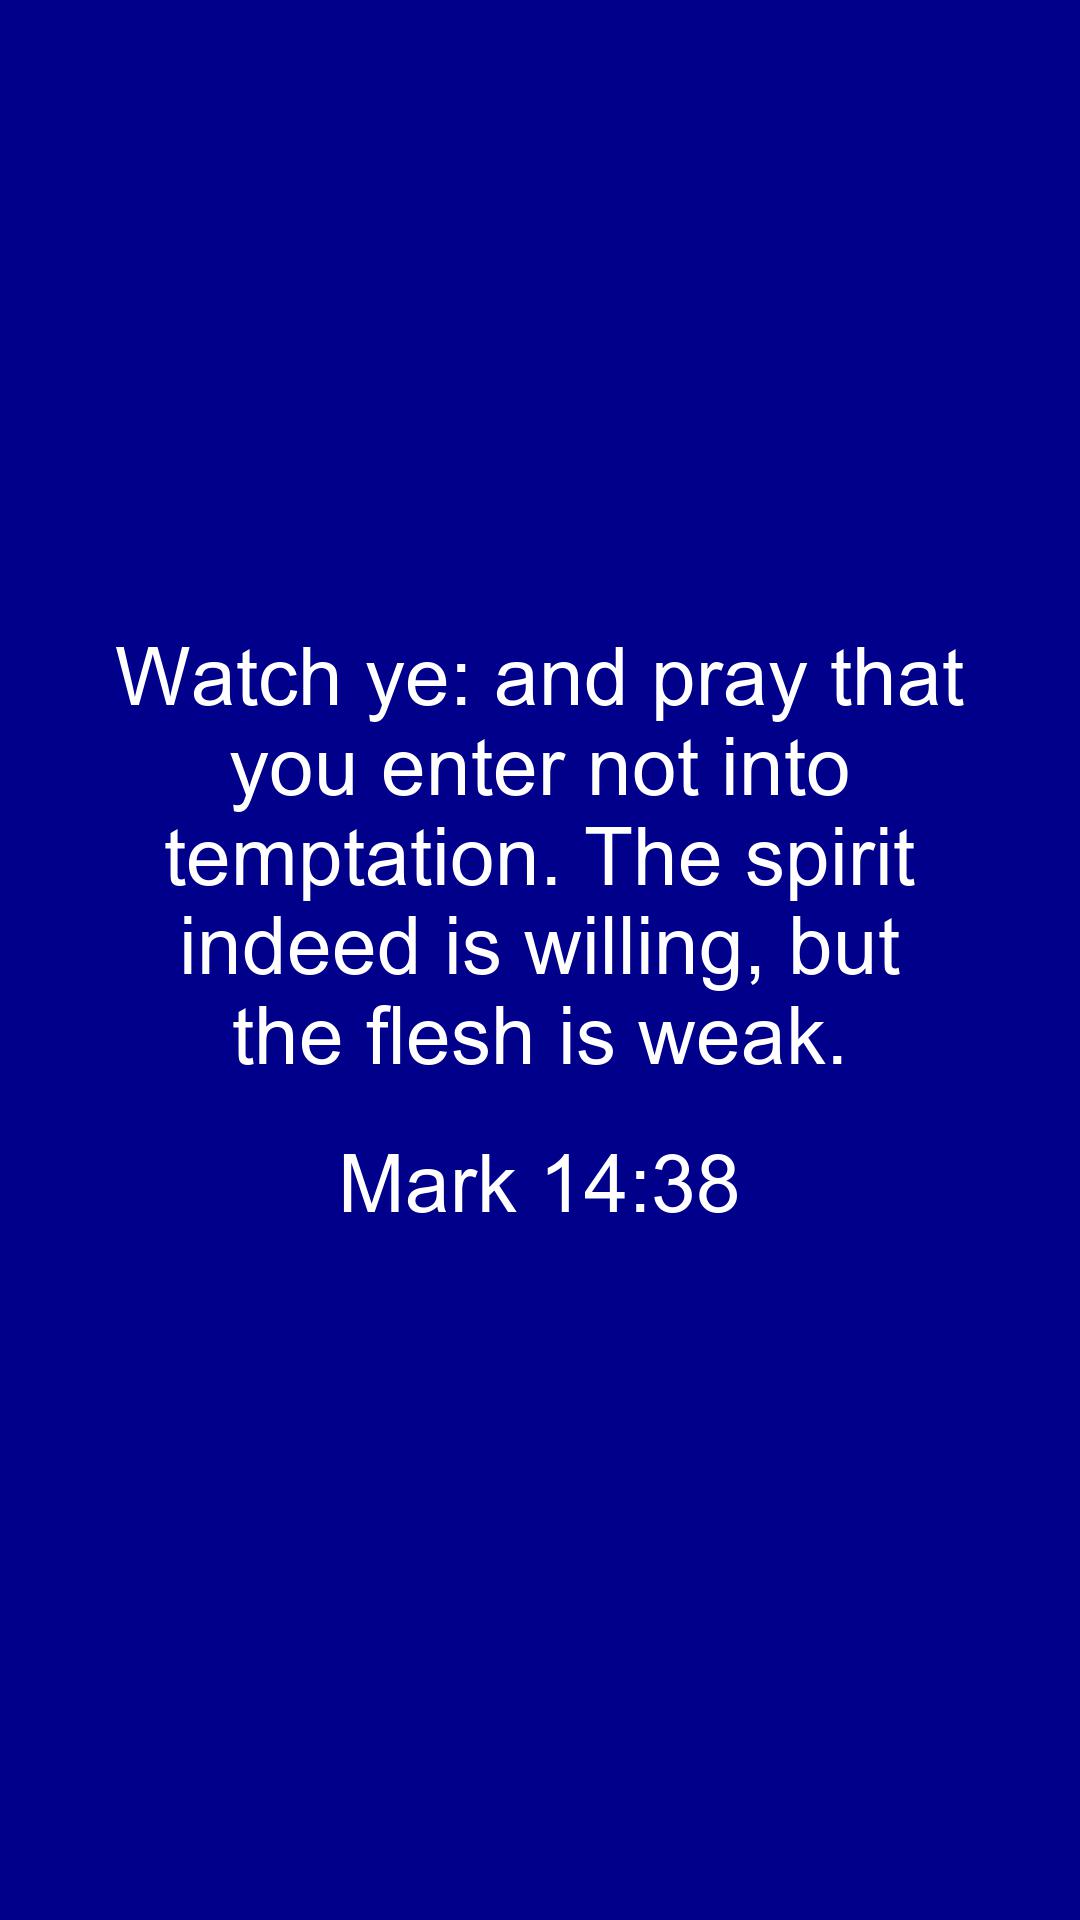 Watch ye: and pray that
you enter not into
temptation. The spirit
indeed is willing, but
the flesh is weak.
Mark 14:38